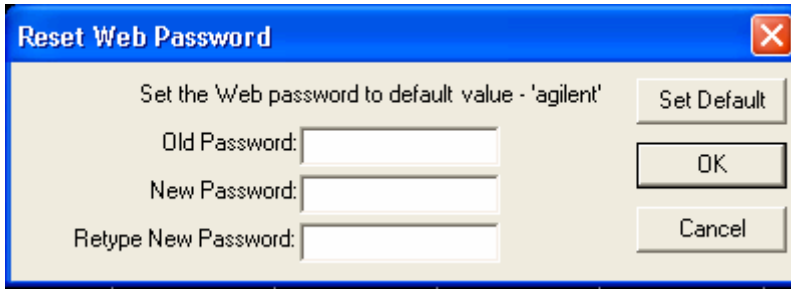 Reset Web Password
Set the Web password to default value - 'agilent'
Set Default
Old Password:
OK
New Password:
Retype New Password:
Cancel